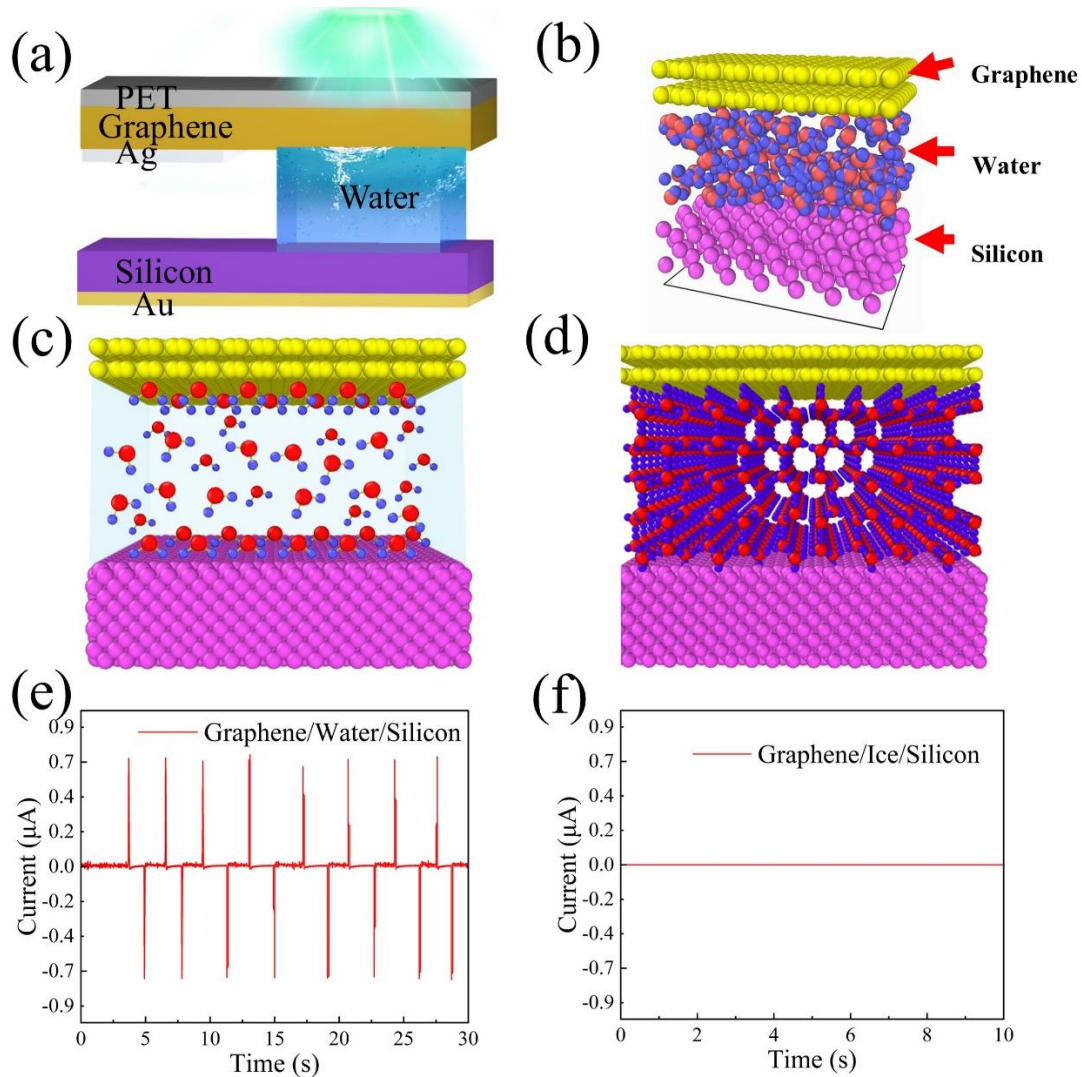 (a)
PET
Graphene
Ag
Water
Silicon
Au
(b)
Graphene
Water
Silicon
(c)
(d)
(e)
Graphene/Water/Silicon
Current (μA)
0.9
0.7
0.4
0.2
0.0
-0.2
-0.4
-0.7
-0.9
0 5 10 15 20 25 30
Time (s)
(f)
Graphene/Ice/Silicon
Current (μA)
0.9
0.7
0.4
0.2
0.0
-0.2
-0.4
-0.7
-0.9
0 2 4 6 8 10
Time (s)